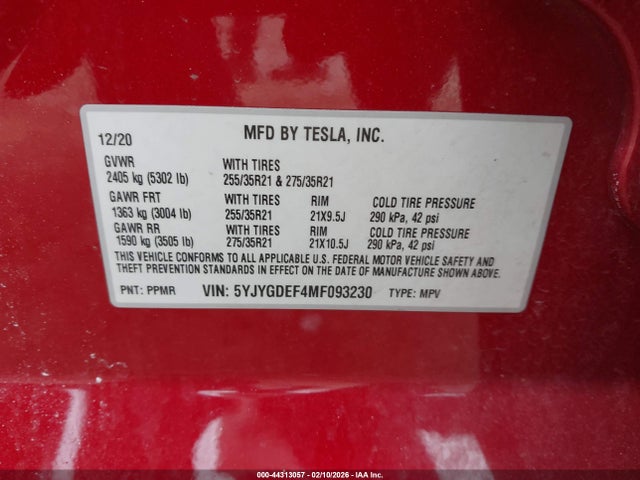 12/20 MFD BY TESLA, INC.
GVWR WITH TIRES
2405 kg (5302 lb) 255/35R21 & 275/35R21
GAWR FRT WITH TIRES RIM COLD TIRE PRESSURE
1363 kg (3004 lb) 255/35R21 21X9.5J 290 kPa, 42 psi
GAWR RR WITH TIRES RIM COLD TIRE PRESSURE
1590 kg (3505 lb) 275/35R21 21X10.5J 290 kPa, 42 psi
THIS VEHICLE CONFORMS TO ALL APPLICABLE U.S. FEDERAL MOTOR VEHICLE SAFETY AND
THEFT PREVENTION STANDARDS IN EFFECT ON THE DATE OF MANUFACTURE SHOWN ABOVE.
PNT: PPMR VIN: 5YJYGDEF4MF093230 TYPE: MPV
000-44313057 - 02/10/2026 - IAA Inc.